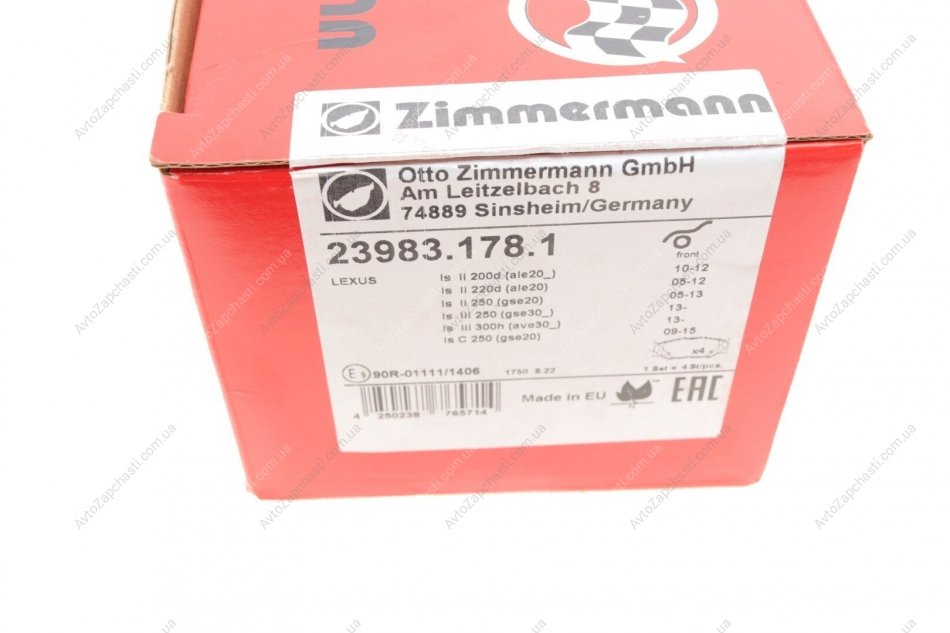 Zimmermann
Otto Zimmermann GmbH
Am Leitzelbach 8
74889 Sinsheim/Germany
23983.178.1
front
LEXUS
Is II 200d (ale20_) 10-12
Is II 220d (ale20) 05-12
Is II 250 (gse20) 05-13
Is III 250 (gse30_) 13-
Is III 300h (ave30_) 13-
Is C 250 (gse20) 09-15
x4
1 Set = 4 St/pcs.
E9 90R-01111/1406 1750 8.22
4 250238 765714
Made in EU
EAC
AvtoZapchasti.com.ua